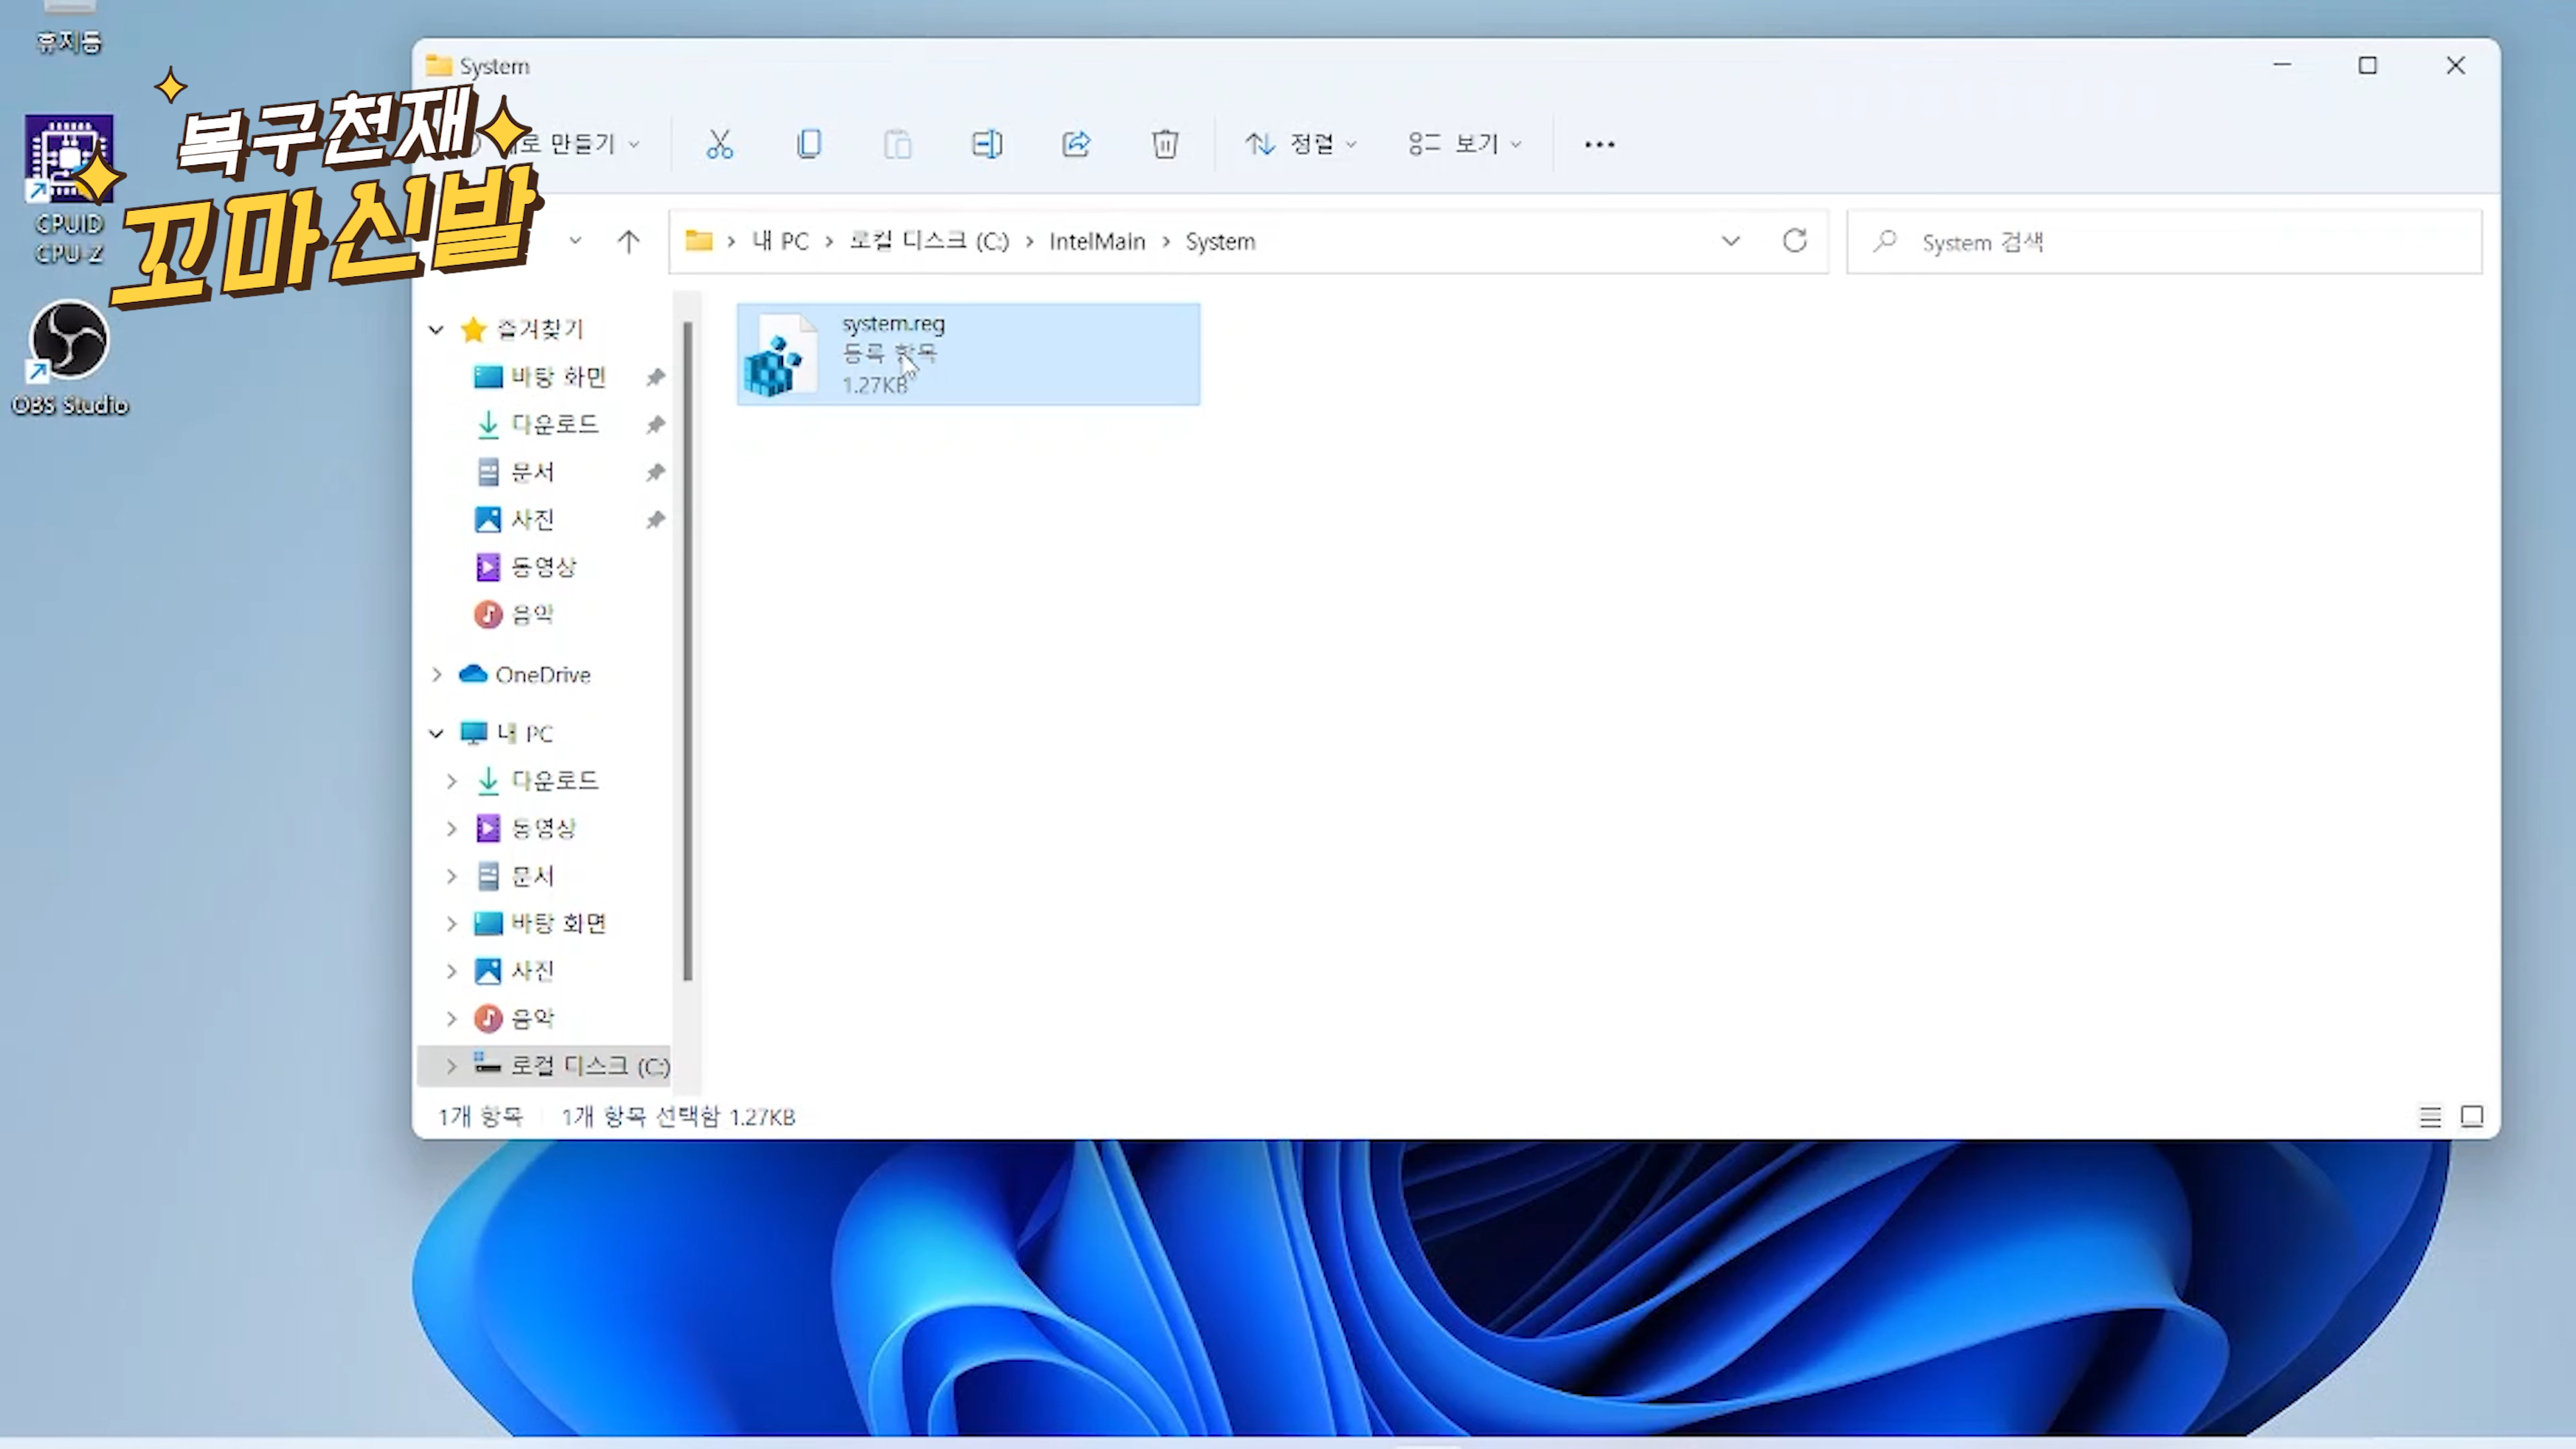 휴지통
복구천재
꼬마신발
CPUID
CPU-Z
OBS Studio
System
새로 만들기
정렬
보기
내 PC
로컬 디스크 (C:)
IntelMain
System
System 검색
즐겨찾기
바탕 화면
다운로드
문서
사진
동영상
음악
OneDrive
내 PC
다운로드
동영상
문서
바탕 화면
사진
음악
로컬 디스크 (C:)
system.reg
등록 항목
1.27KB
1개 항목
1개 항목 선택함 1.27KB